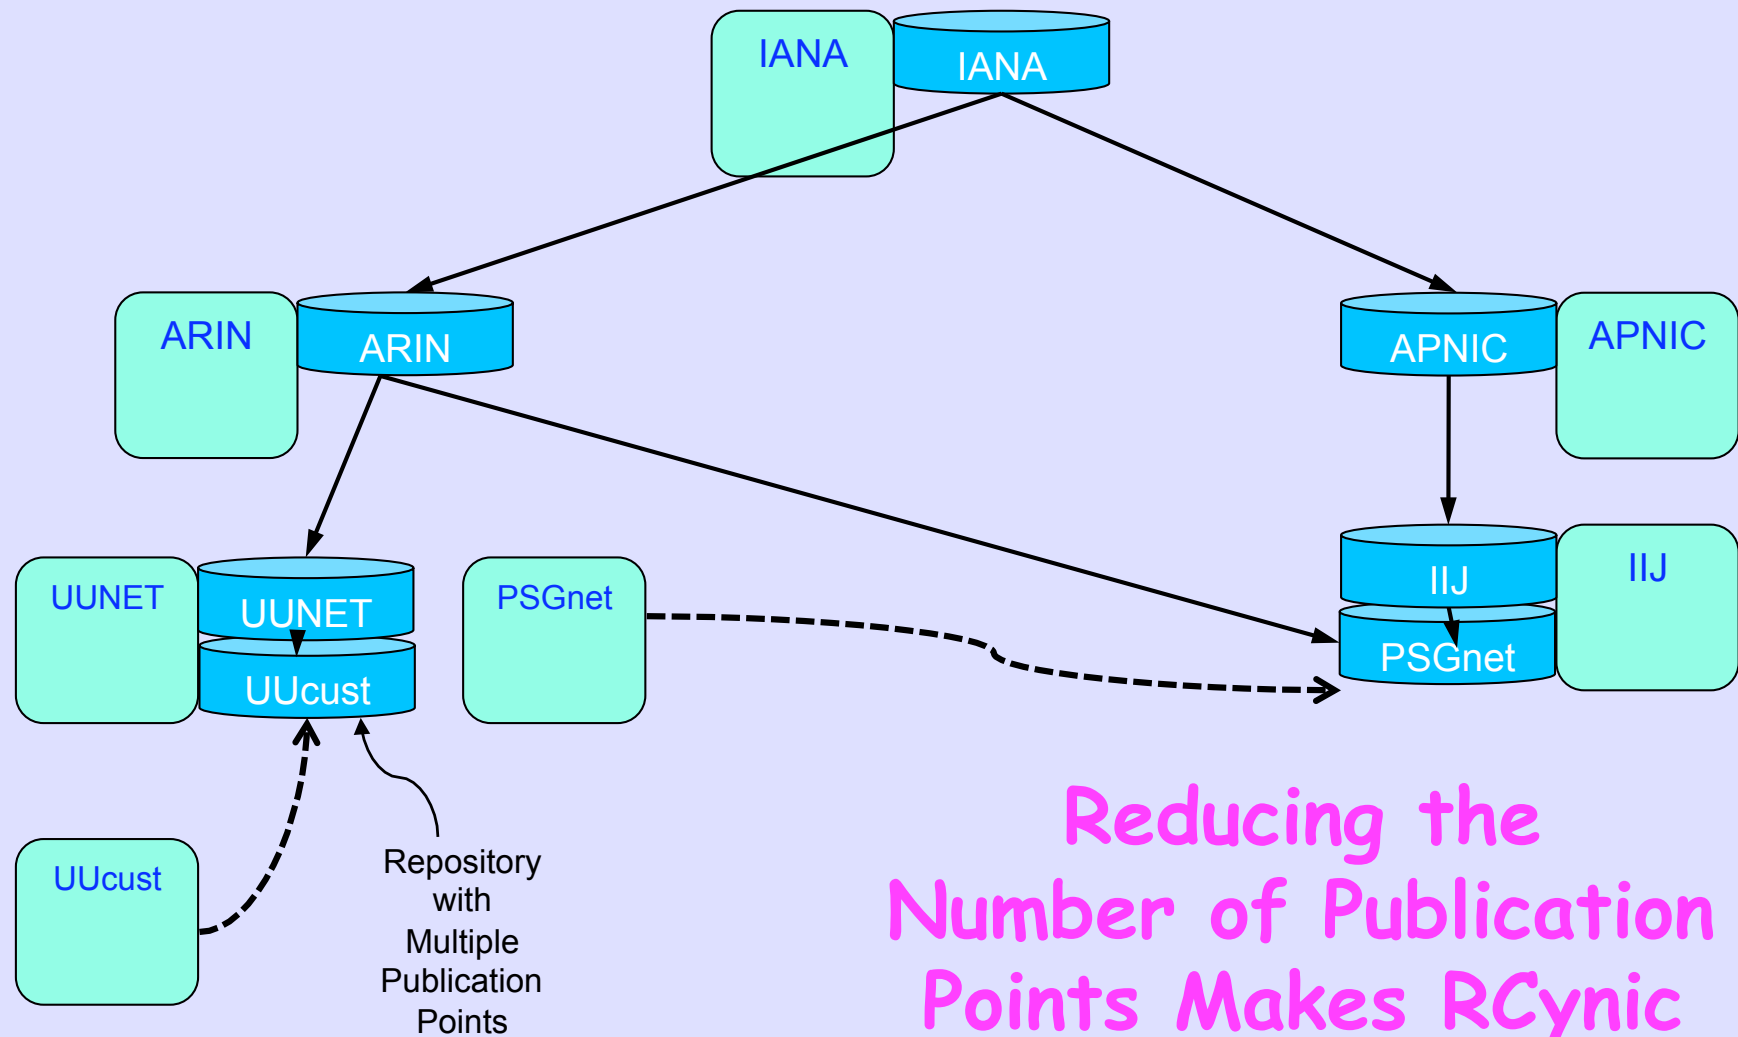 IANA
IANA
ARIN
ARIN
APNIC
APNIC
UUNET
UUNET
UUcust
PSGnet
IIJ
PSGnet
IIJ
UUcust
Repository
with
Multiple
Publication
Points
Reducing the
Number of Publication
Points Makes RCynic